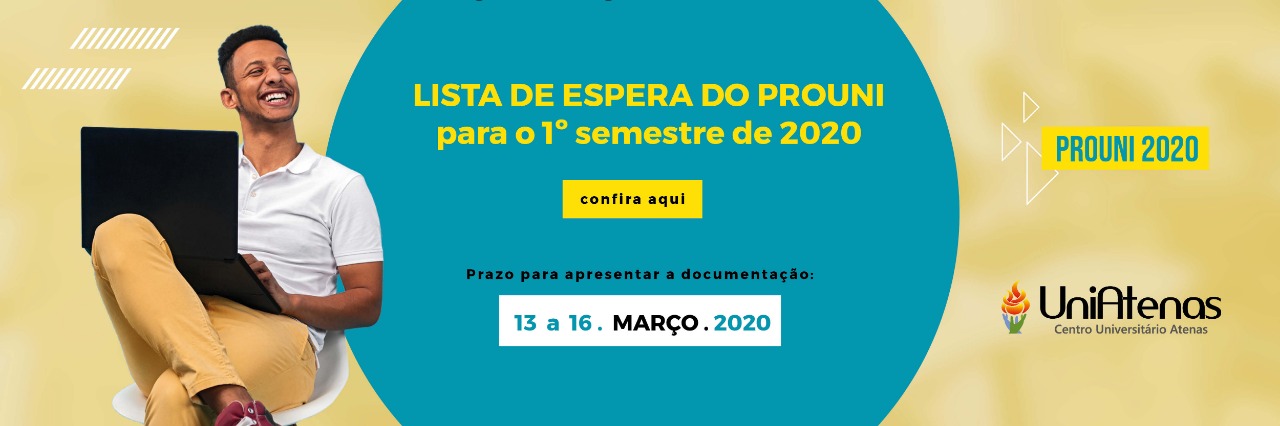 LISTA DE ESPERA DO PROUNI
para o 1º semestre de 2020
confira aqui
Prazo para apresentar a documentação:
13 a 16. MARÇO.2020
PROUNI 2020
UniAtenas
Centro Universitário Atenas